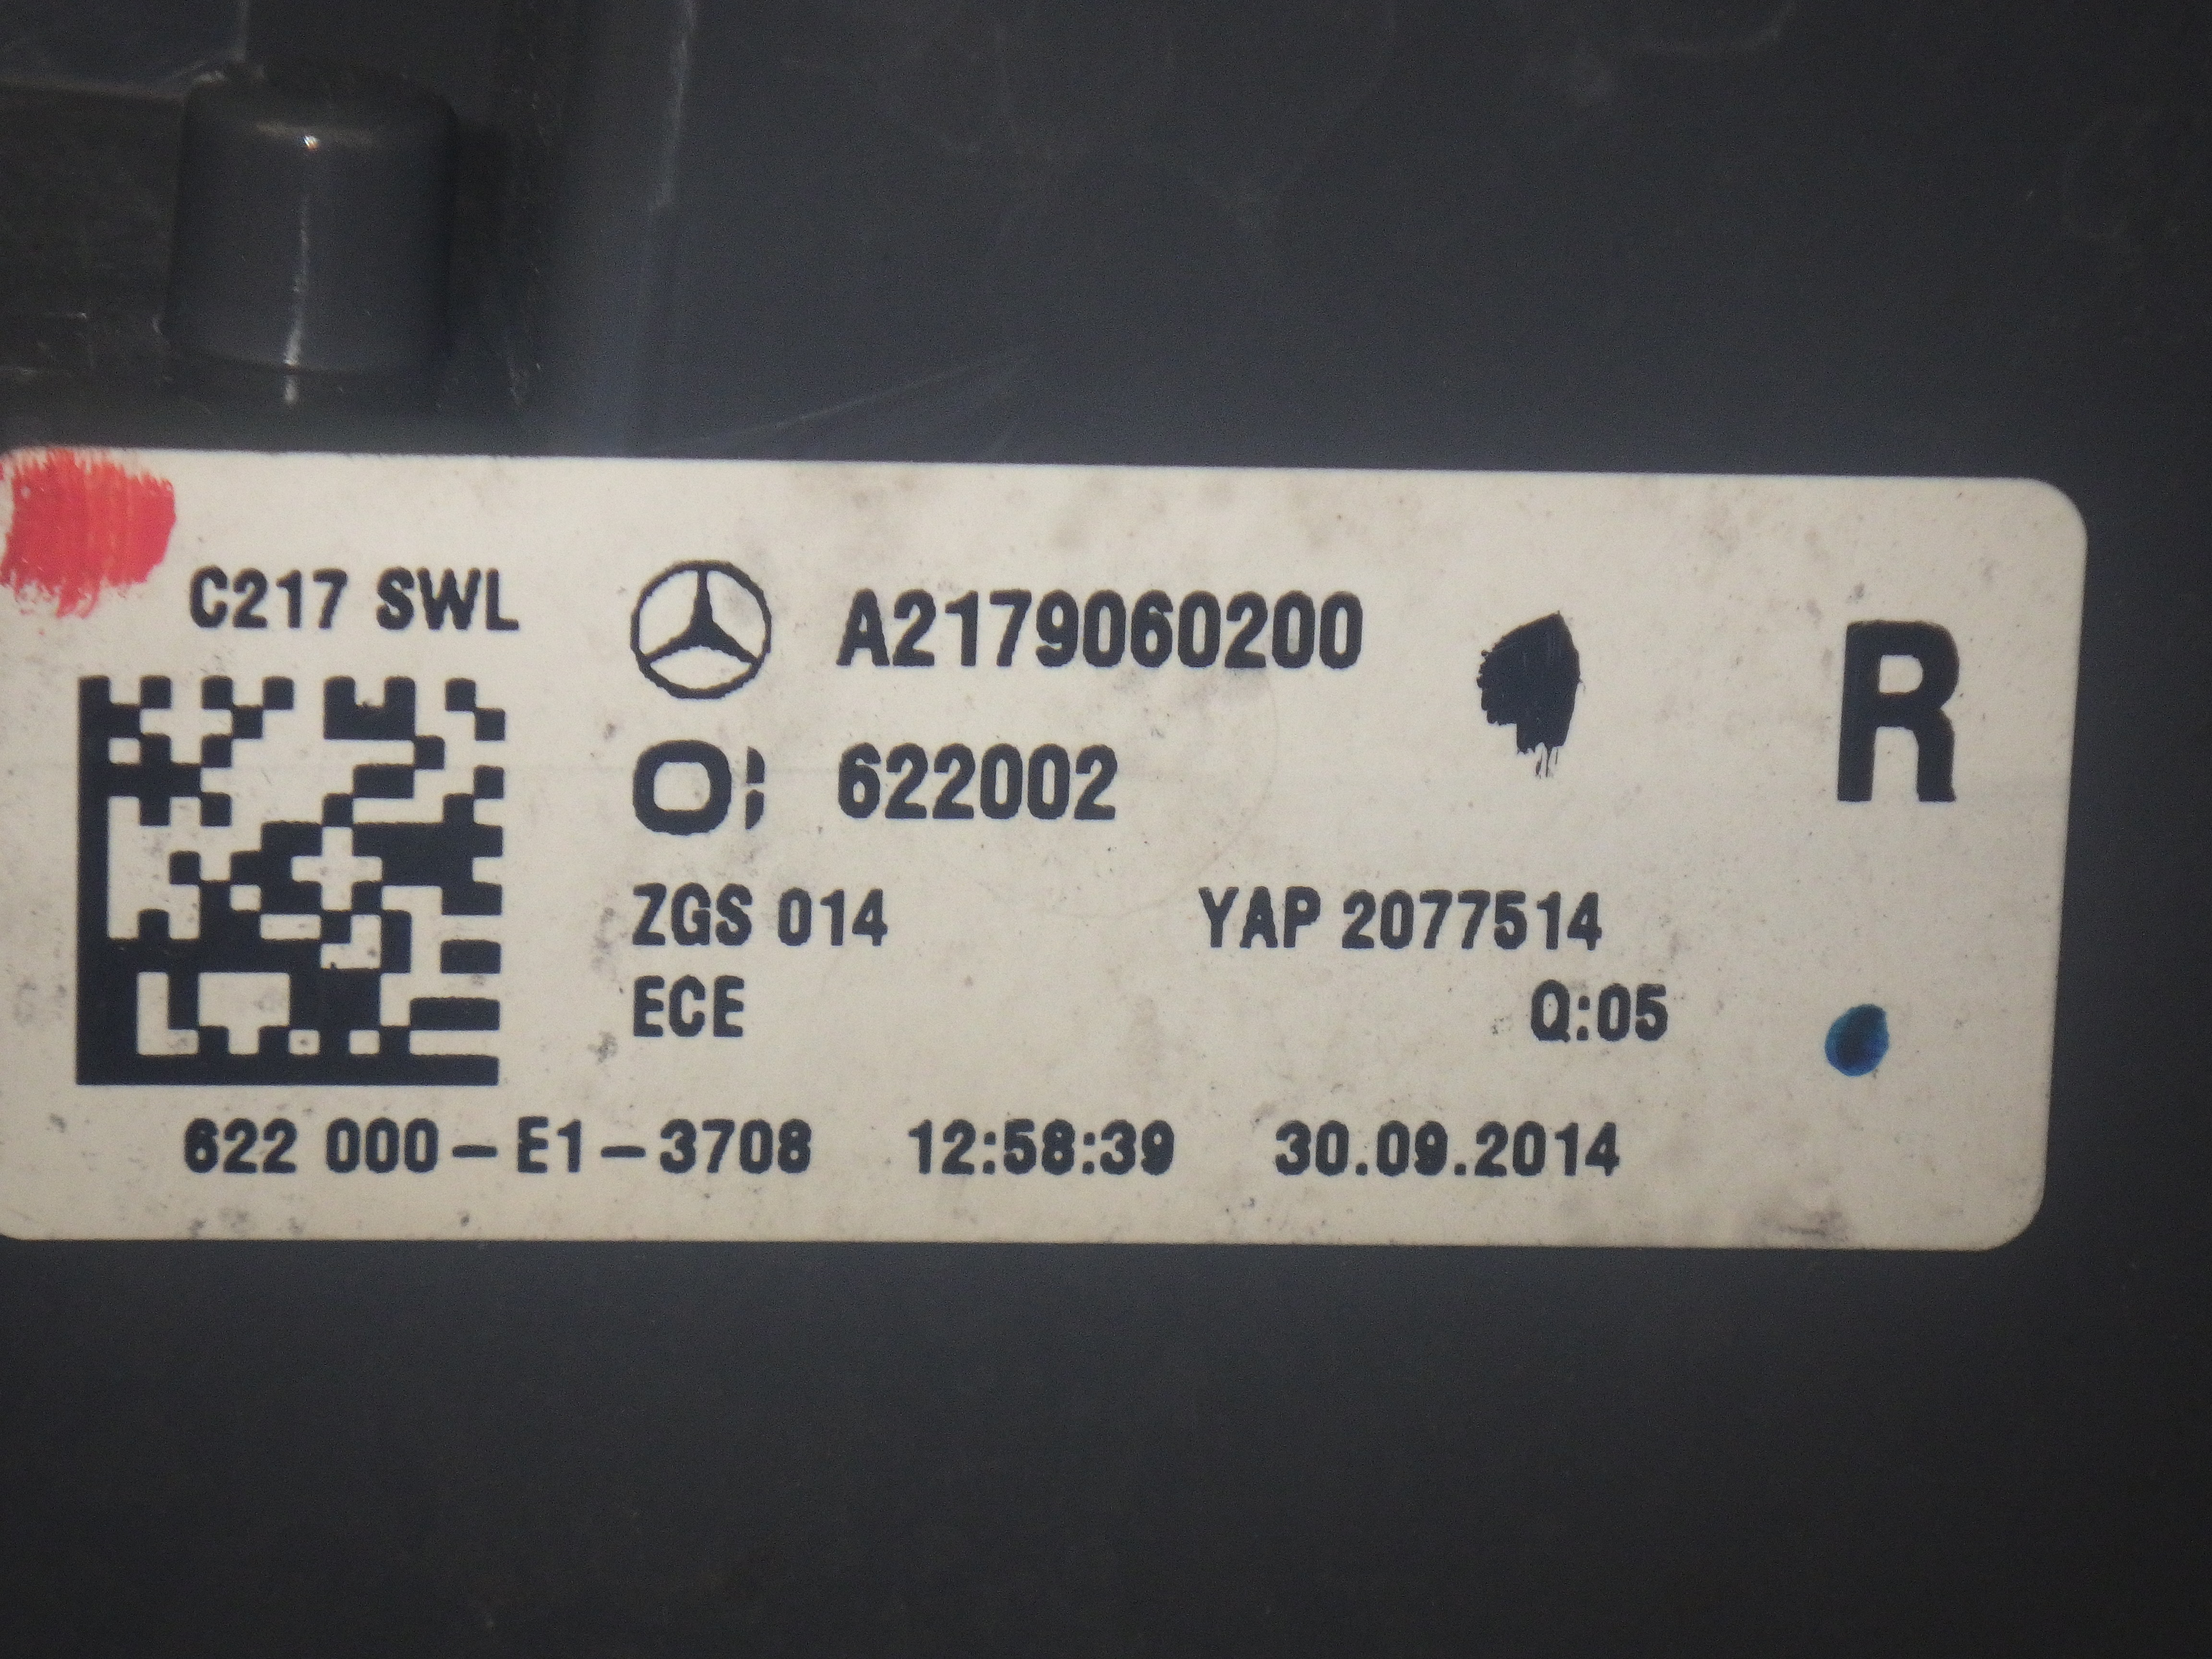 C217 SWL
A2179060200
R
622002
ZGS 014 YAP 2077514
ECE Q:05
622 000-E1-3708 12:58:39 30.09.2014